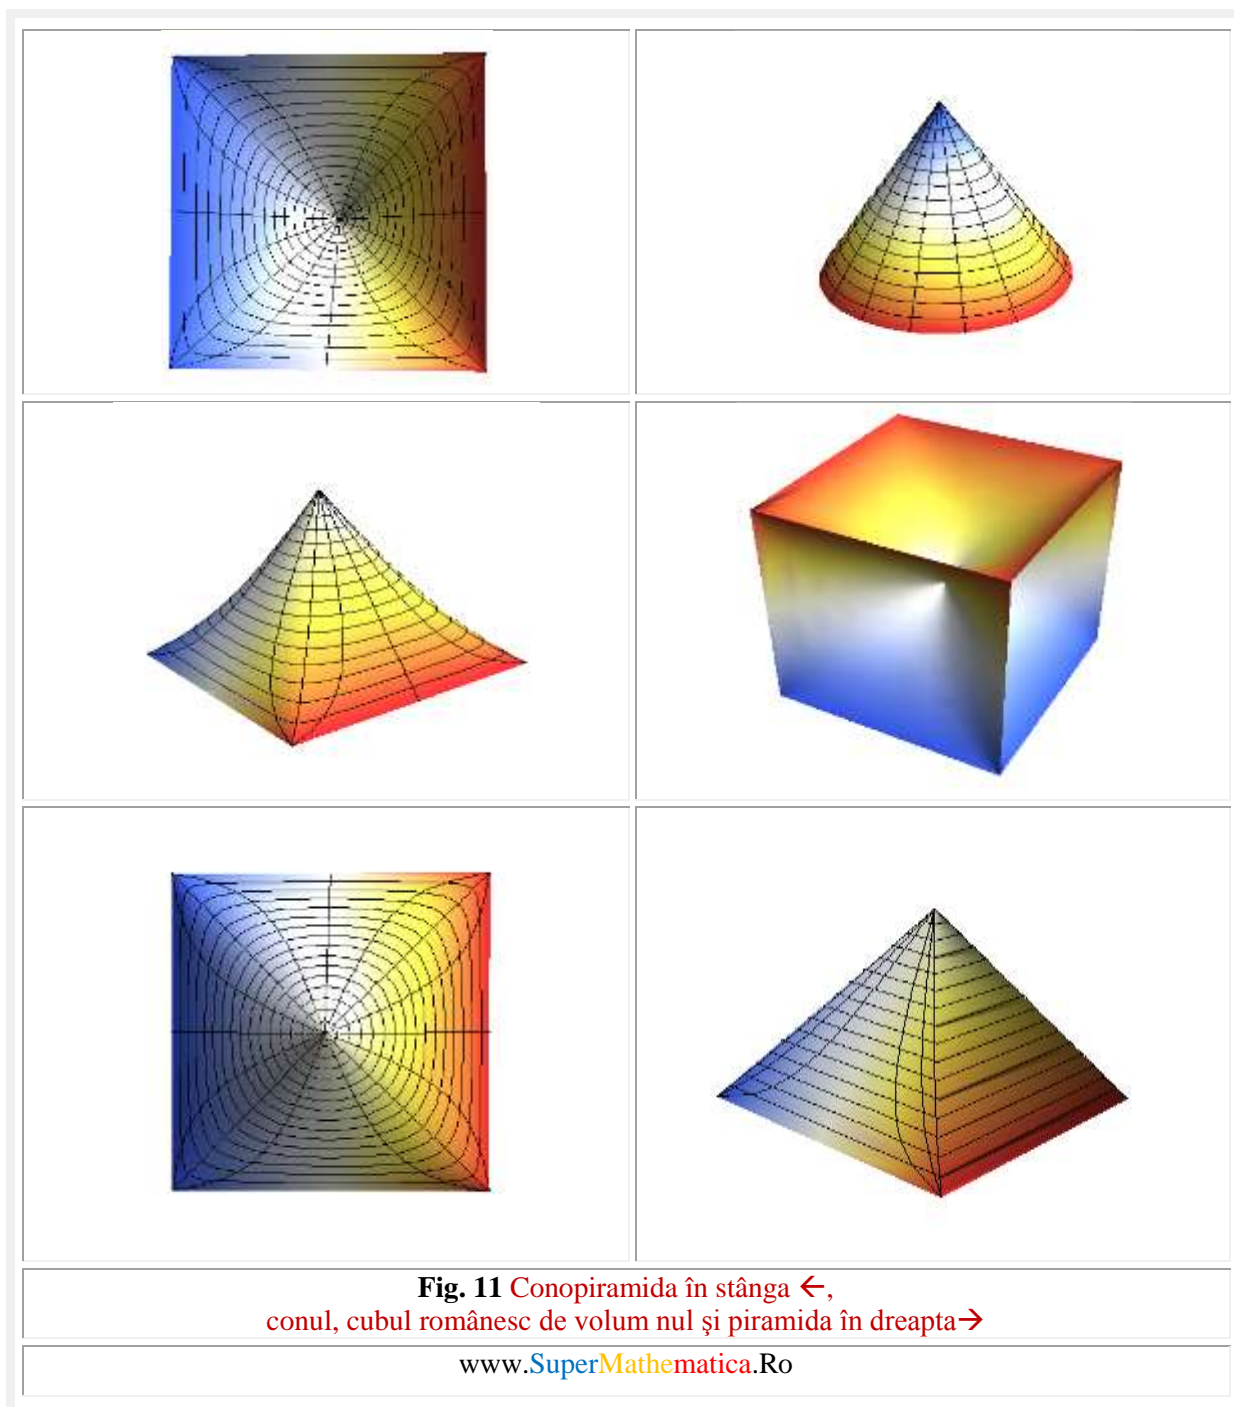 Fig. 11 Conopiramida în stânga ←,
conul, cubul românesc de volum nul şi piramida în dreapta→
www.SuperMathematica.Ro